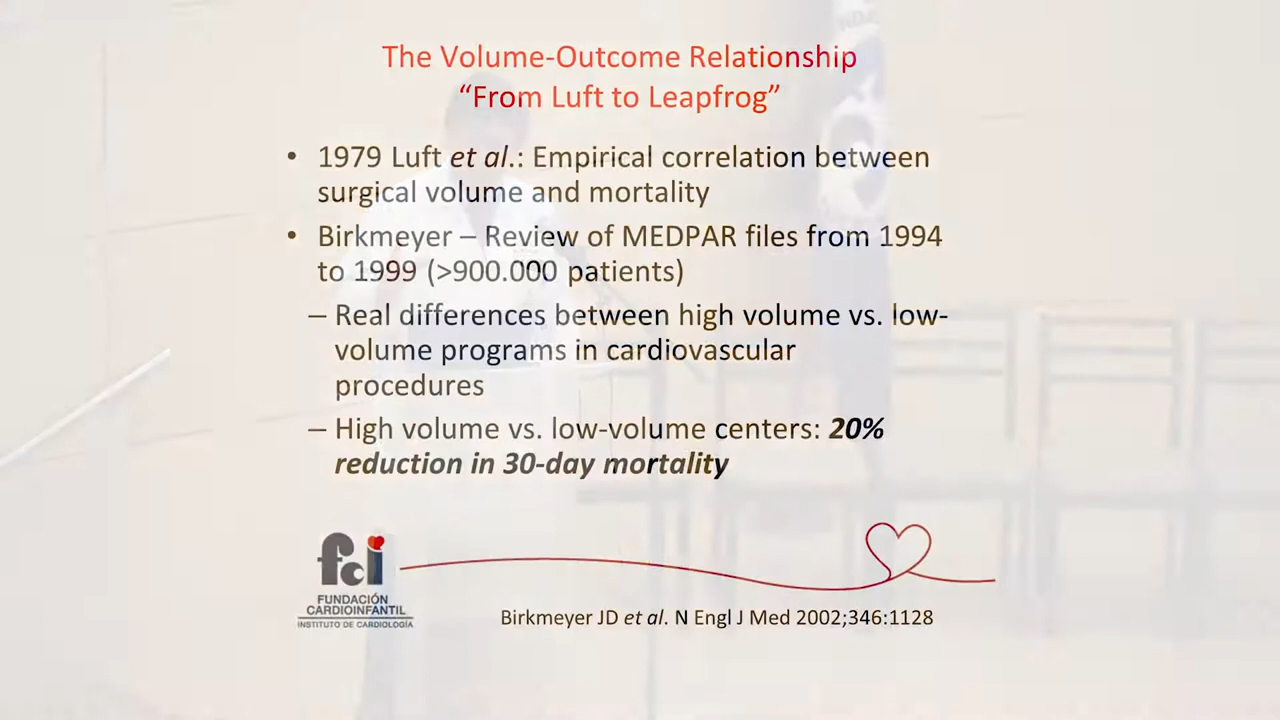 The Volume-Outcome Relationship
“From Luft to Leapfrog”
• 1979 Luft et al.: Empirical correlation between
surgical volume and mortality
• Birkmeyer – Review of MEDPAR files from 1994
to 1999 (>900.000 patients)
– Real differences between high volume vs. low-
volume programs in cardiovascular
procedures
– High volume vs. low-volume centers: 20%
reduction in 30-day mortality
fci
FUNDACIÓN
CARDIOINFANTIL
INSTITUTO DE CARDIOLOGÍA
Birkmeyer JD et al. N Engl J Med 2002;346:1128